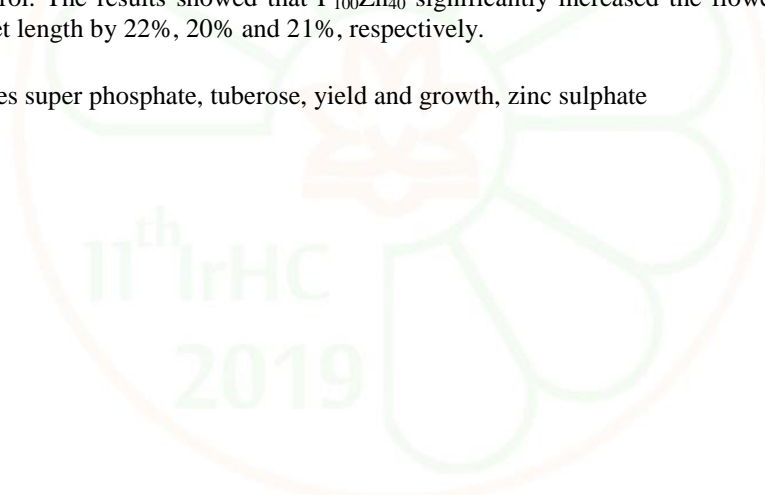 rol. The results showed that P₁₀₀Zn₄₀ significantly increased the flowe
et length by 22%, 20% and 21%, respectively.
es super phosphate, tuberose, yield and growth, zinc sulphate
11th IrHC
2019